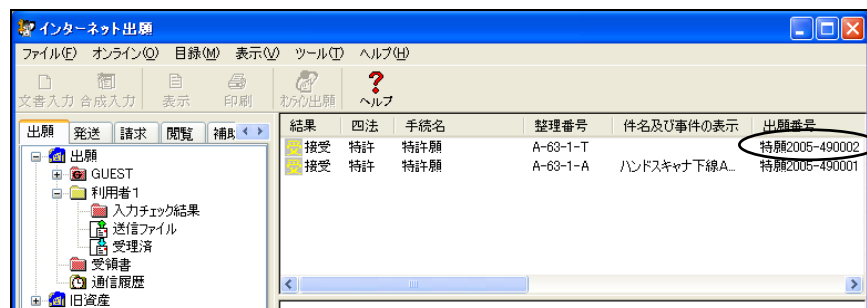 インターネット出願
ファイル(F) オンライン(O) 目録(M) 表示(V) ツール(T) ヘルプ(H)
文書入力 合成入力 表示 印刷 オンライン出願 ヘルプ
出願 発送 請求 閲覧 補助
結果 四法 手続名 整理番号 件名及び事件の表示 出願番号
受 接受 特許 特許願 A-63-1-T 特願2005-490002
受 接受 特許 特許願 A-63-1-A ハンドスキャナ下線A... 特願2005-490001
出願
GUEST
利用者1
入力チェック結果
送信ファイル
受理済
受領書
通信履歴
旧資産